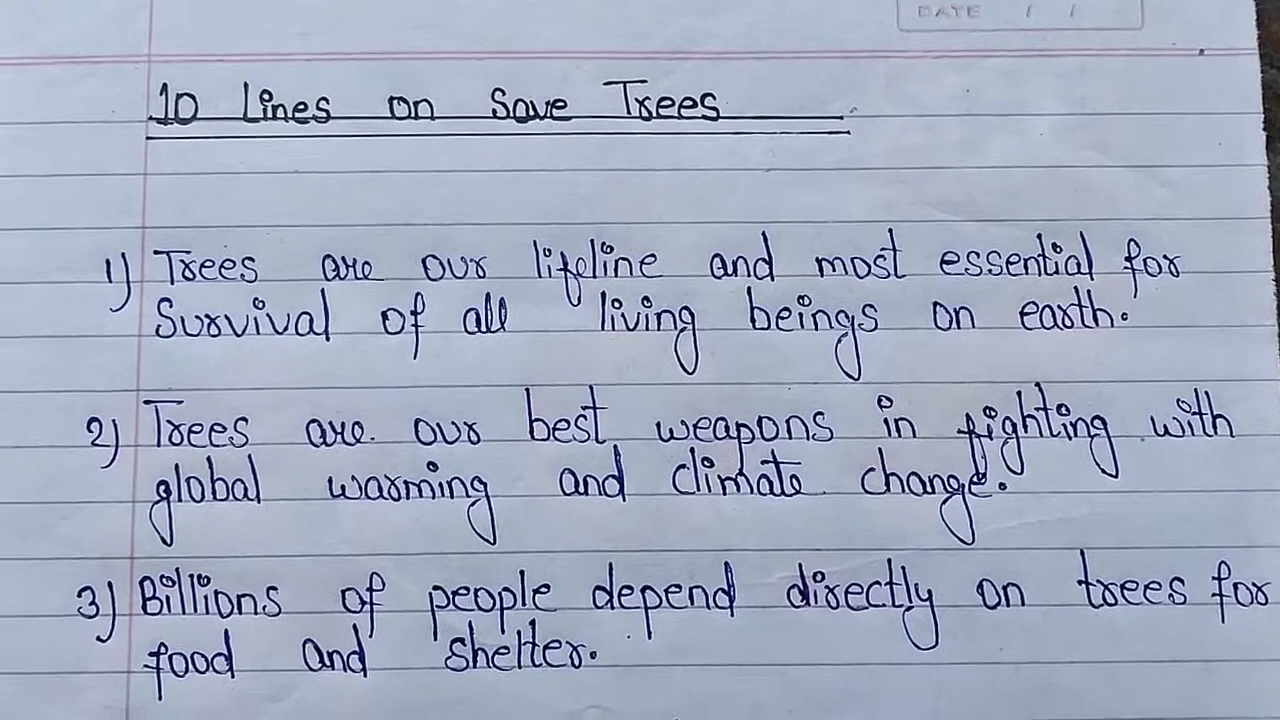 DATE / /
10 Lines on Save Trees
1) Trees are our lifeline and most essential for
Survival of all living beings on earth.
2) Trees are our best weapons in fighting with
global warming and climate change.
3) Billions of people depend directly on trees for
food and shelter.